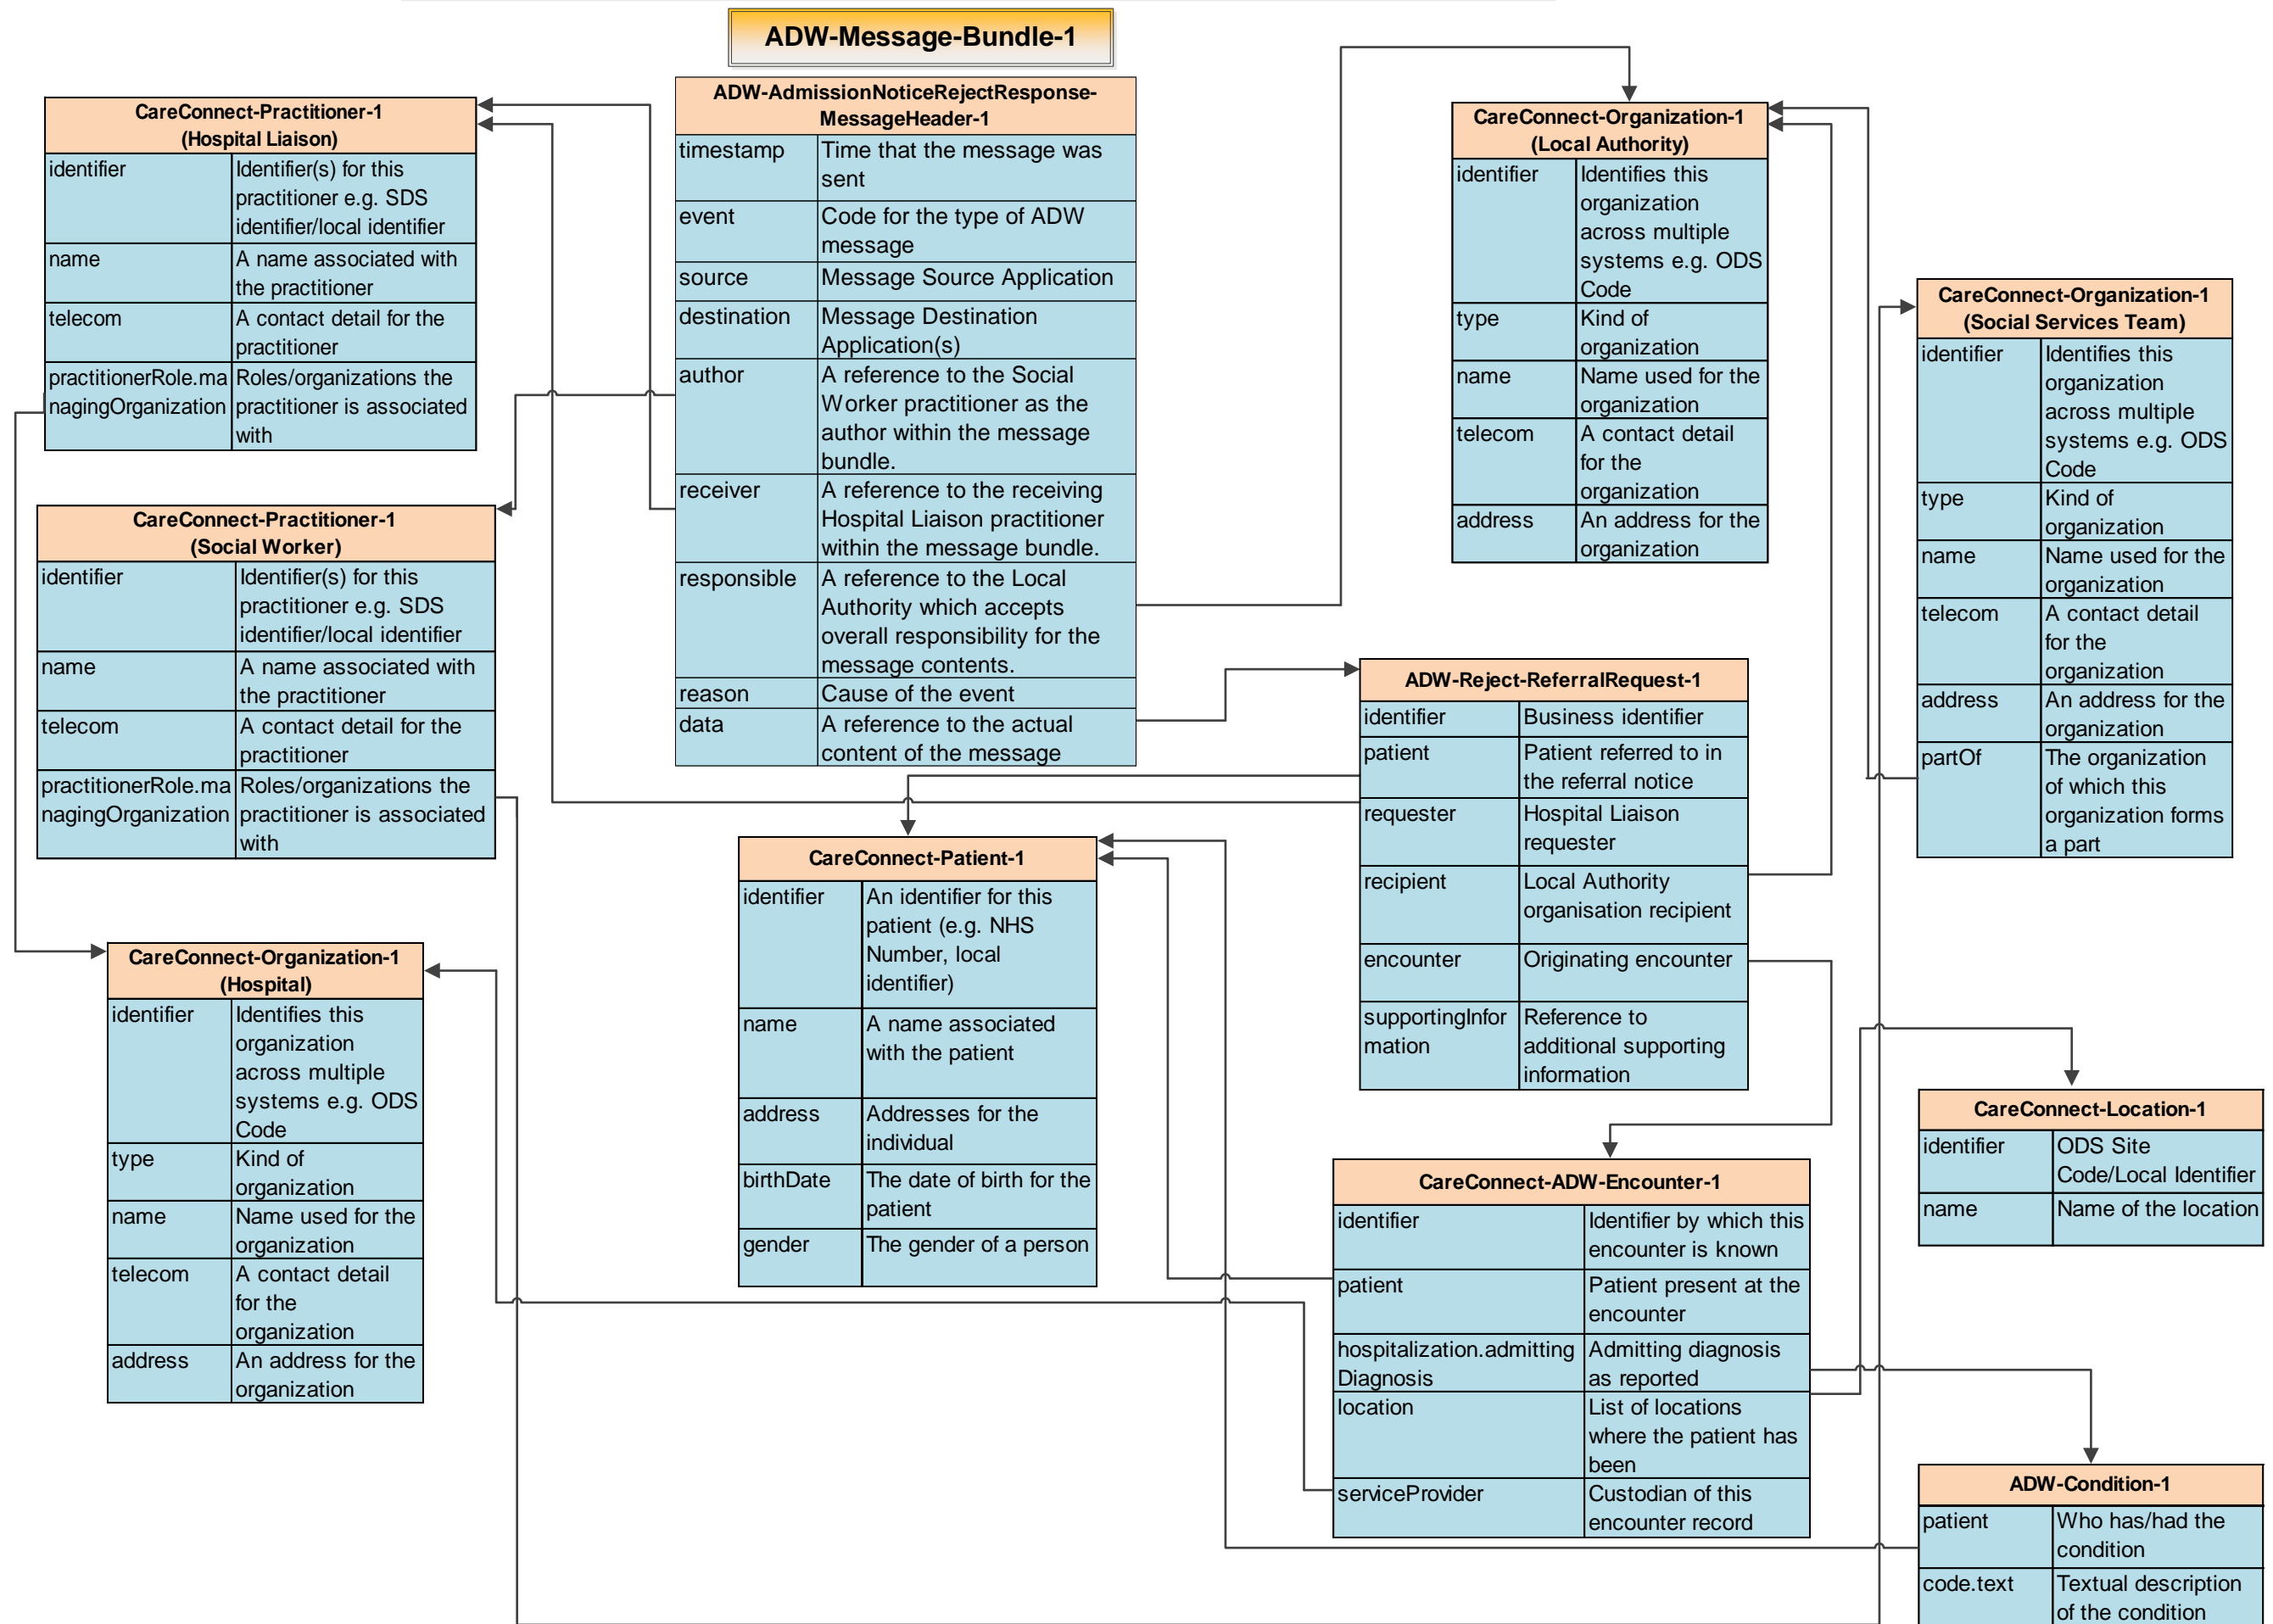 ADW-Message-Bundle-1
CareConnect-Practitioner-1
(Hospital Liaison)
identifier
Identifier(s) for this
practitioner e.g. SDS
identifier/local identifier
name
A name associated with
the practitioner
telecom
A contact detail for the
practitioner
practitionerRole.ma
nagingOrganization
Roles/organizations the
practitioner is associated
with
CareConnect-Practitioner-1
(Social Worker)
identifier
Identifier(s) for this
practitioner e.g. SDS
identifier/local identifier
name
A name associated with
the practitioner
telecom
A contact detail for the
practitioner
practitionerRole.ma
nagingOrganization
Roles/organizations the
practitioner is associated
with
CareConnect-Organization-1
(Hospital)
identifier
Identifies this
organization
across multiple
systems e.g. ODS
Code
type
Kind of
organization
name
Name used for the
organization
telecom
A contact detail
for the
organization
address
An address for the
organization
ADW-AdmissionNoticeRejectResponse-
MessageHeader-1
timestamp
Time that the message was
sent
event
Code for the type of ADW
message
source
Message Source Application
destination
Message Destination
Application(s)
author
A reference to the Social
Worker practitioner as the
author within the message
bundle.
receiver
A reference to the receiving
Hospital Liaison practitioner
within the message bundle.
responsible
A reference to the Local
Authority which accepts
overall responsibility for the
message contents.
reason
Cause of the event
data
A reference to the actual
content of the message
CareConnect-Patient-1
identifier
An identifier for this
patient (e.g. NHS
Number, local
identifier)
name
A name associated
with the patient
address
Addresses for the
individual
birthDate
The date of birth for the
patient
gender
The gender of a person
CareConnect-Organization-1
(Local Authority)
identifier
Identifies this
organization
across multiple
systems e.g. ODS
Code
type
Kind of
organization
name
Name used for the
organization
telecom
A contact detail
for the
organization
address
An address for the
organization
ADW-Reject-ReferralRequest-1
identifier
Business identifier
patient
Patient referred to in
the referral notice
requester
Hospital Liaison
requester
recipient
Local Authority
organisation recipient
encounter
Originating encounter
supportingInfor
mation
Reference to
additional supporting
information
CareConnect-ADW-Encounter-1
identifier
Identifier by which this
encounter is known
patient
Patient present at the
encounter
hospitalization.admitting
Diagnosis
Admitting diagnosis
as reported
location
List of locations
where the patient has
been
serviceProvider
Custodian of this
encounter record
CareConnect-Organization-1
(Social Services Team)
identifier
Identifies this
organization
across multiple
systems e.g. ODS
Code
type
Kind of
organization
name
Name used for the
organization
telecom
A contact detail
for the
organization
address
An address for the
organization
partOf
The organization
of which this
organization forms
a part
CareConnect-Location-1
identifier
ODS Site
Code/Local Identifier
name
Name of the location
ADW-Condition-1
patient
Who has/had the
condition
code.text
Textual description
of the condition